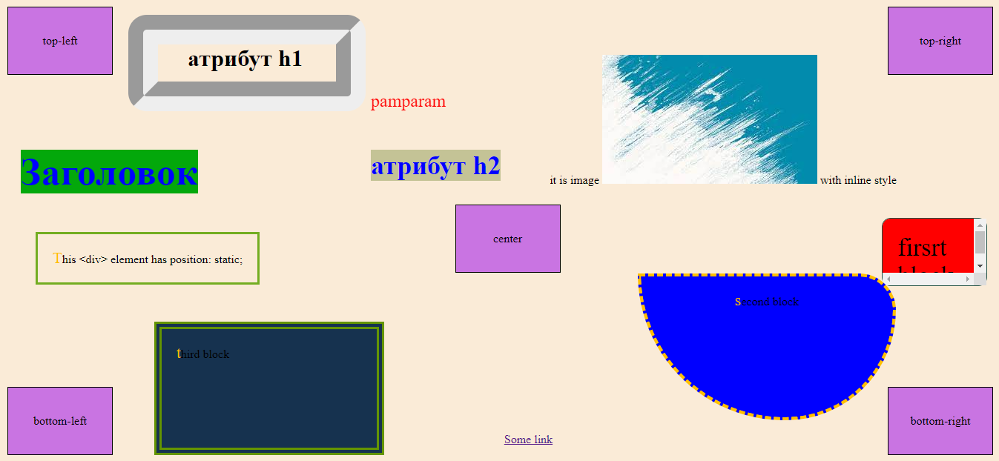 top-left
атрибут h1
top-right
pamparam
Заголовок
атрибут h2
it is image
with inline style
center
firsrt
block
This <div> element has position: static;
second block
third block
bottom-left
bottom-right
Some link